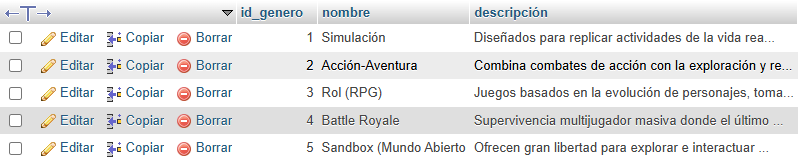 id_genero nombre descripción
Editar Copiar Borrar 1 Simulación Diseñados para replicar actividades de la vida rea...
Editar Copiar Borrar 2 Acción-Aventura Combina combates de acción con la exploración y re...
Editar Copiar Borrar 3 Rol (RPG) Juegos basados en la evolución de personajes, toma...
Editar Copiar Borrar 4 Battle Royale Supervivencia multijugador masiva donde el último ...
Editar Copiar Borrar 5 Sandbox (Mundo Abierto Ofrecen gran libertad para explorar e interactuar ...